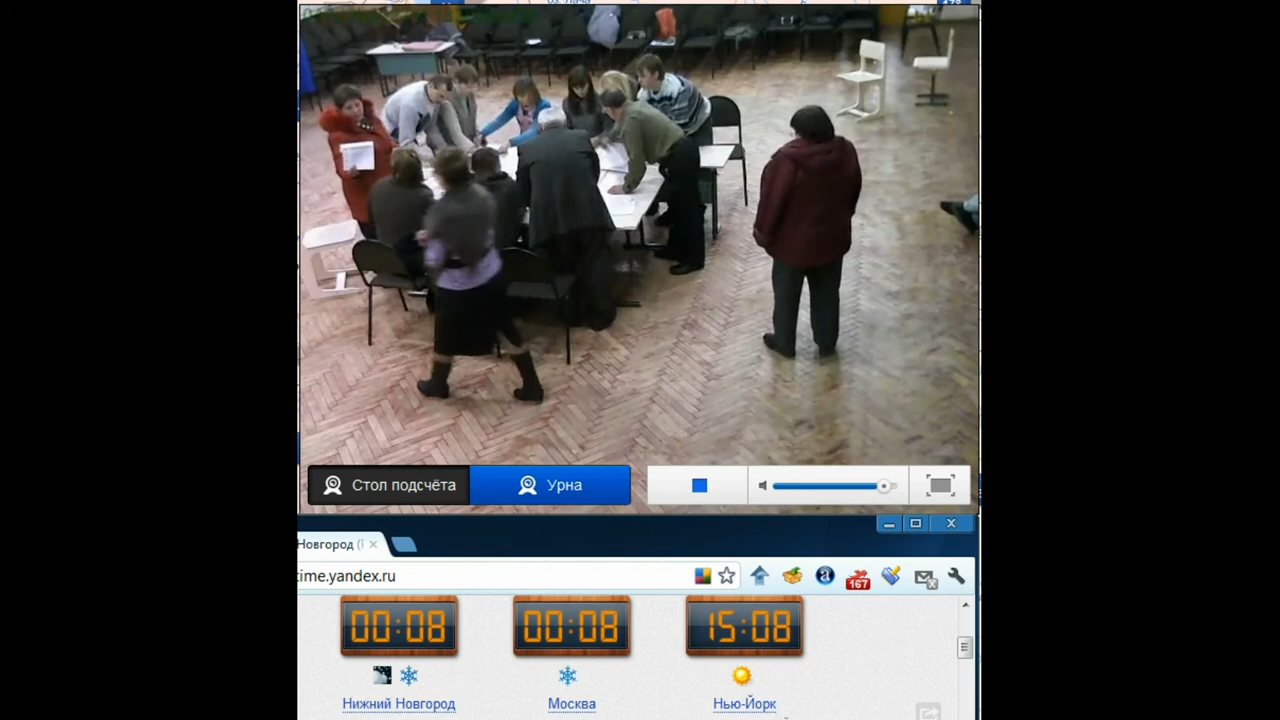 Стол подсчёта
Урна
Новгород (
time.yandex.ru
167
00:08
00:08
15:08
Нижний Новгород
Москва
Нью-Йорк